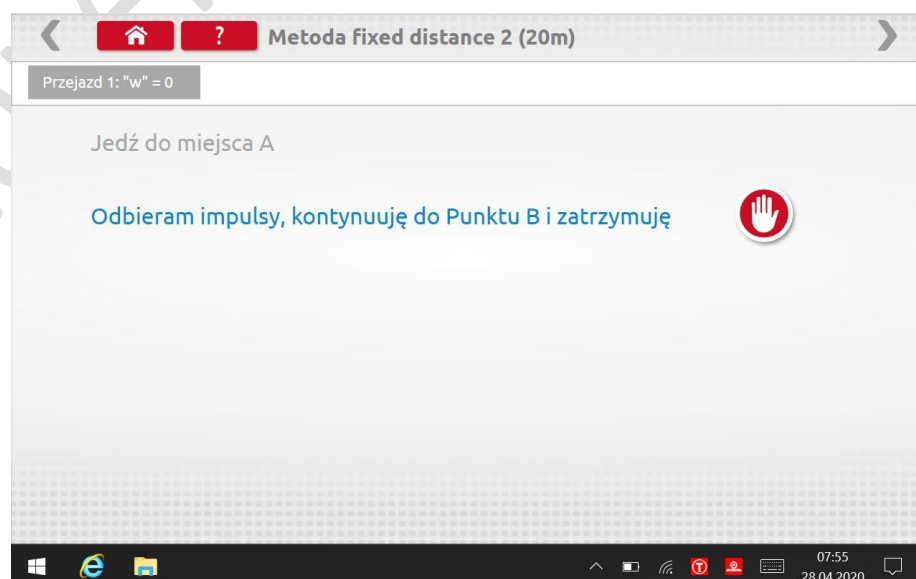 ? Metoda fixed distance 2 (20m)
Przejazd 1: "w" = 0
Jedź do miejsca A
Odbieram impulsy, kontynuuję do Punktu B i zatrzymuję
07:55
28.04.2020